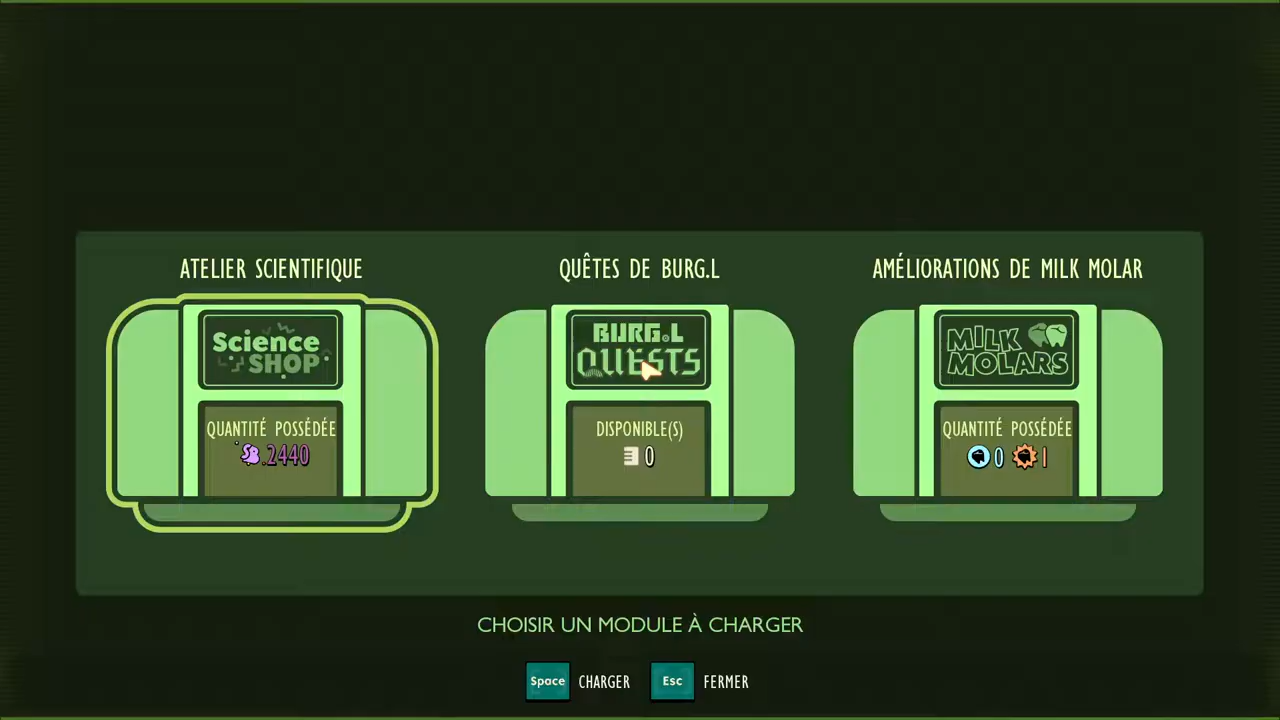 ATELIER SCIENTIFIQUE
QUÊTES DE BURG.L
AMÉLIORATIONS DE MILK MOLAR
Science
SHOP
BURG.L
QUESTS
MILK
MOLARS
QUANTITÉ POSSÉDÉE
2440
DISPONIBLE(S)
0
QUANTITÉ POSSÉDÉE
0 1
CHOISIR UN MODULE À CHARGER
Space CHARGER Esc FERMER